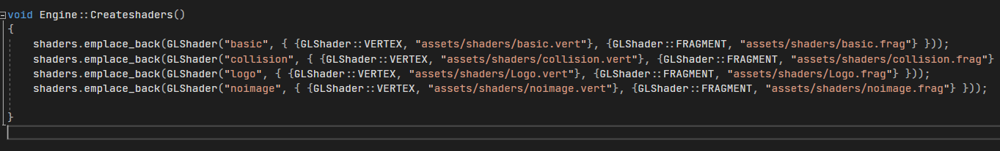 void Engine::Createshaders()
{
shaders.emplace_back(GLShader("basic", { {GLShader::VERTEX, "assets/shaders/basic.vert"}, {GLShader::FRAGMENT, "assets/shaders/basic.frag"} }));
shaders.emplace_back(GLShader("collision", { {GLShader::VERTEX, "assets/shaders/collision.vert"}, {GLShader::FRAGMENT, "assets/shaders/collision.frag"}
shaders.emplace_back(GLShader("logo", { {GLShader::VERTEX, "assets/shaders/Logo.vert"}, {GLShader::FRAGMENT, "assets/shaders/Logo.frag"} }));
shaders.emplace_back(GLShader("noimage", { {GLShader::VERTEX, "assets/shaders/noimage.vert"}, {GLShader::FRAGMENT, "assets/shaders/noimage.frag"} }));
}